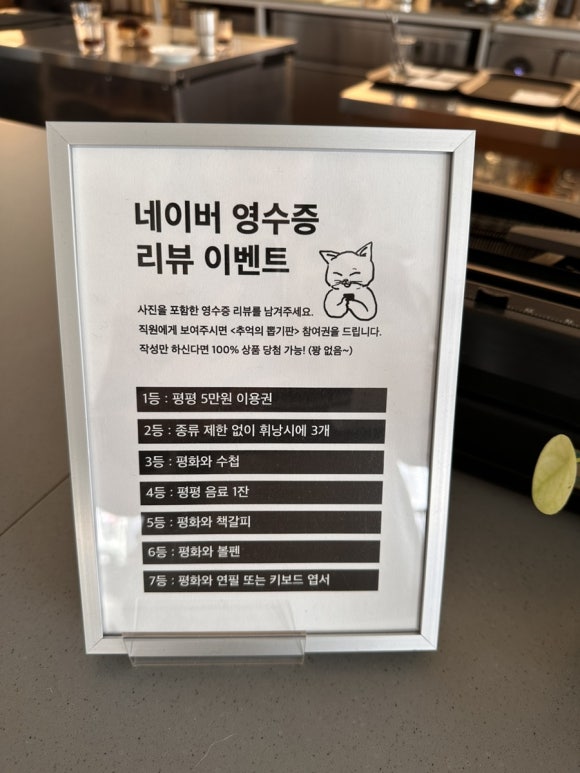 네이버 영수증
리뷰 이벤트
사진을 포함한 영수증 리뷰를 남겨주세요.
직원에게 보여주시면 <추억의 뽑기판> 참여권을 드립니다.
작성만 하신다면 100% 상품 당첨 가능! (꽝 없음~)
1등 : 평평 5만원 이용권
2등 : 종류 제한 없이 휘낭시에 3개
3등 : 평화와 수첩
4등 : 평평 음료 1잔
5등 : 평화와 책갈피
6등 : 평화와 볼펜
7등 : 평화와 연필 또는 키보드 엽서